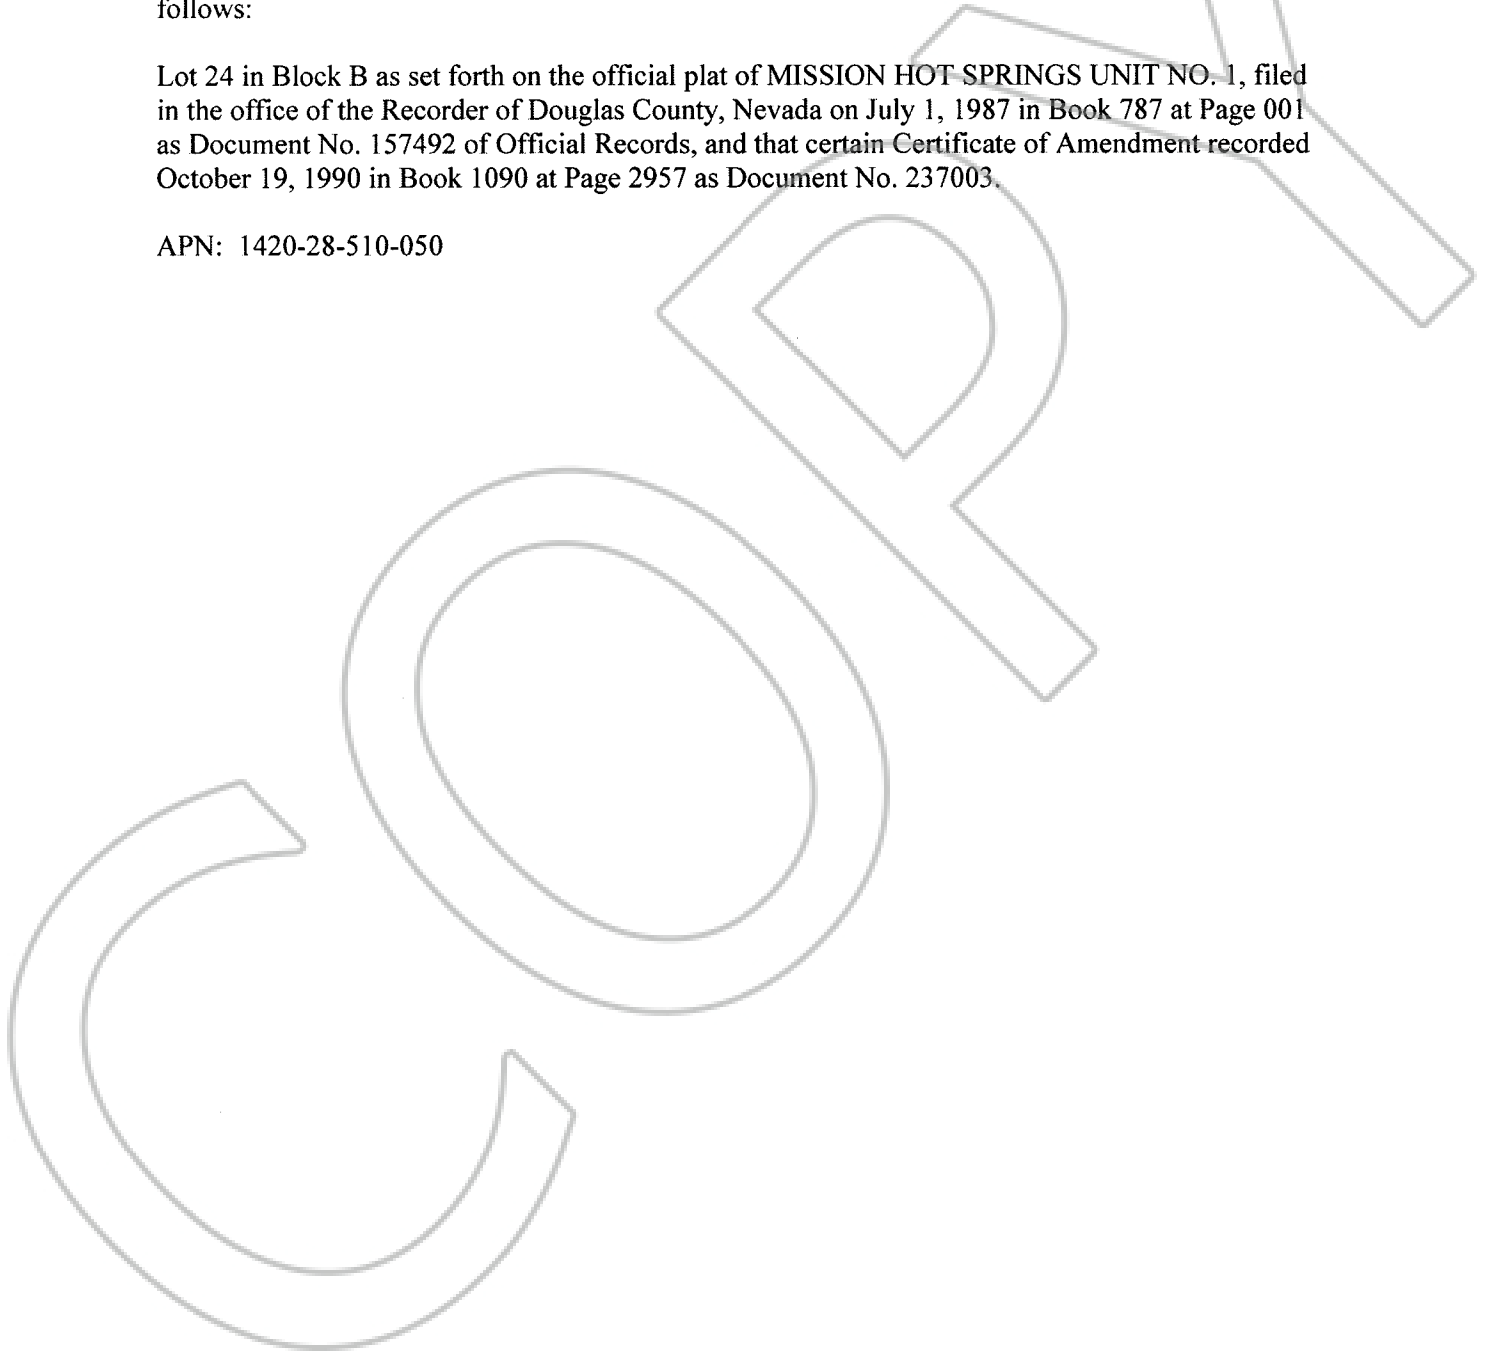 follows:
Lot 24 in Block B as set forth on the official plat of MISSION HOT SPRINGS UNIT NO. 1, filed
in the office of the Recorder of Douglas County, Nevada on July 1, 1987 in Book 787 at Page 001
as Document No. 157492 of Official Records, and that certain Certificate of Amendment recorded
October 19, 1990 in Book 1090 at Page 2957 as Document No. 237003.
APN: 1420-28-510-050
COPY